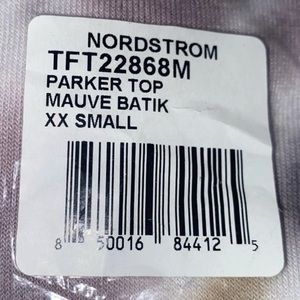 NORDSTROM
TFT22868M
PARKER TOP
MAUVE BATIK
XX SMALL
8 50016 84412 5